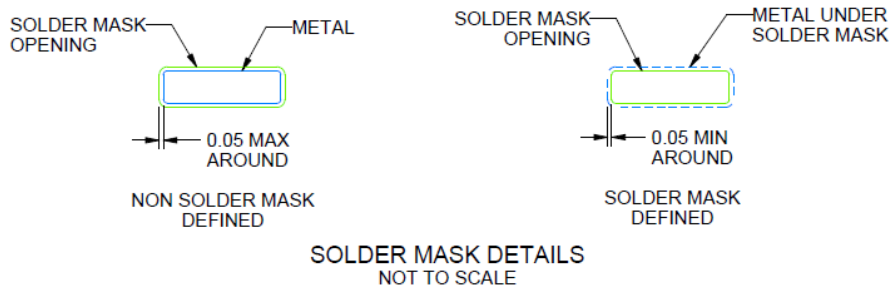 SOLDER MASK
OPENING
METAL
0.05 MAX
AROUND
NON SOLDER MASK
DEFINED
SOLDER MASK
OPENING
METAL UNDER
SOLDER MASK
0.05 MIN
AROUND
SOLDER MASK
DEFINED
SOLDER MASK DETAILS
NOT TO SCALE